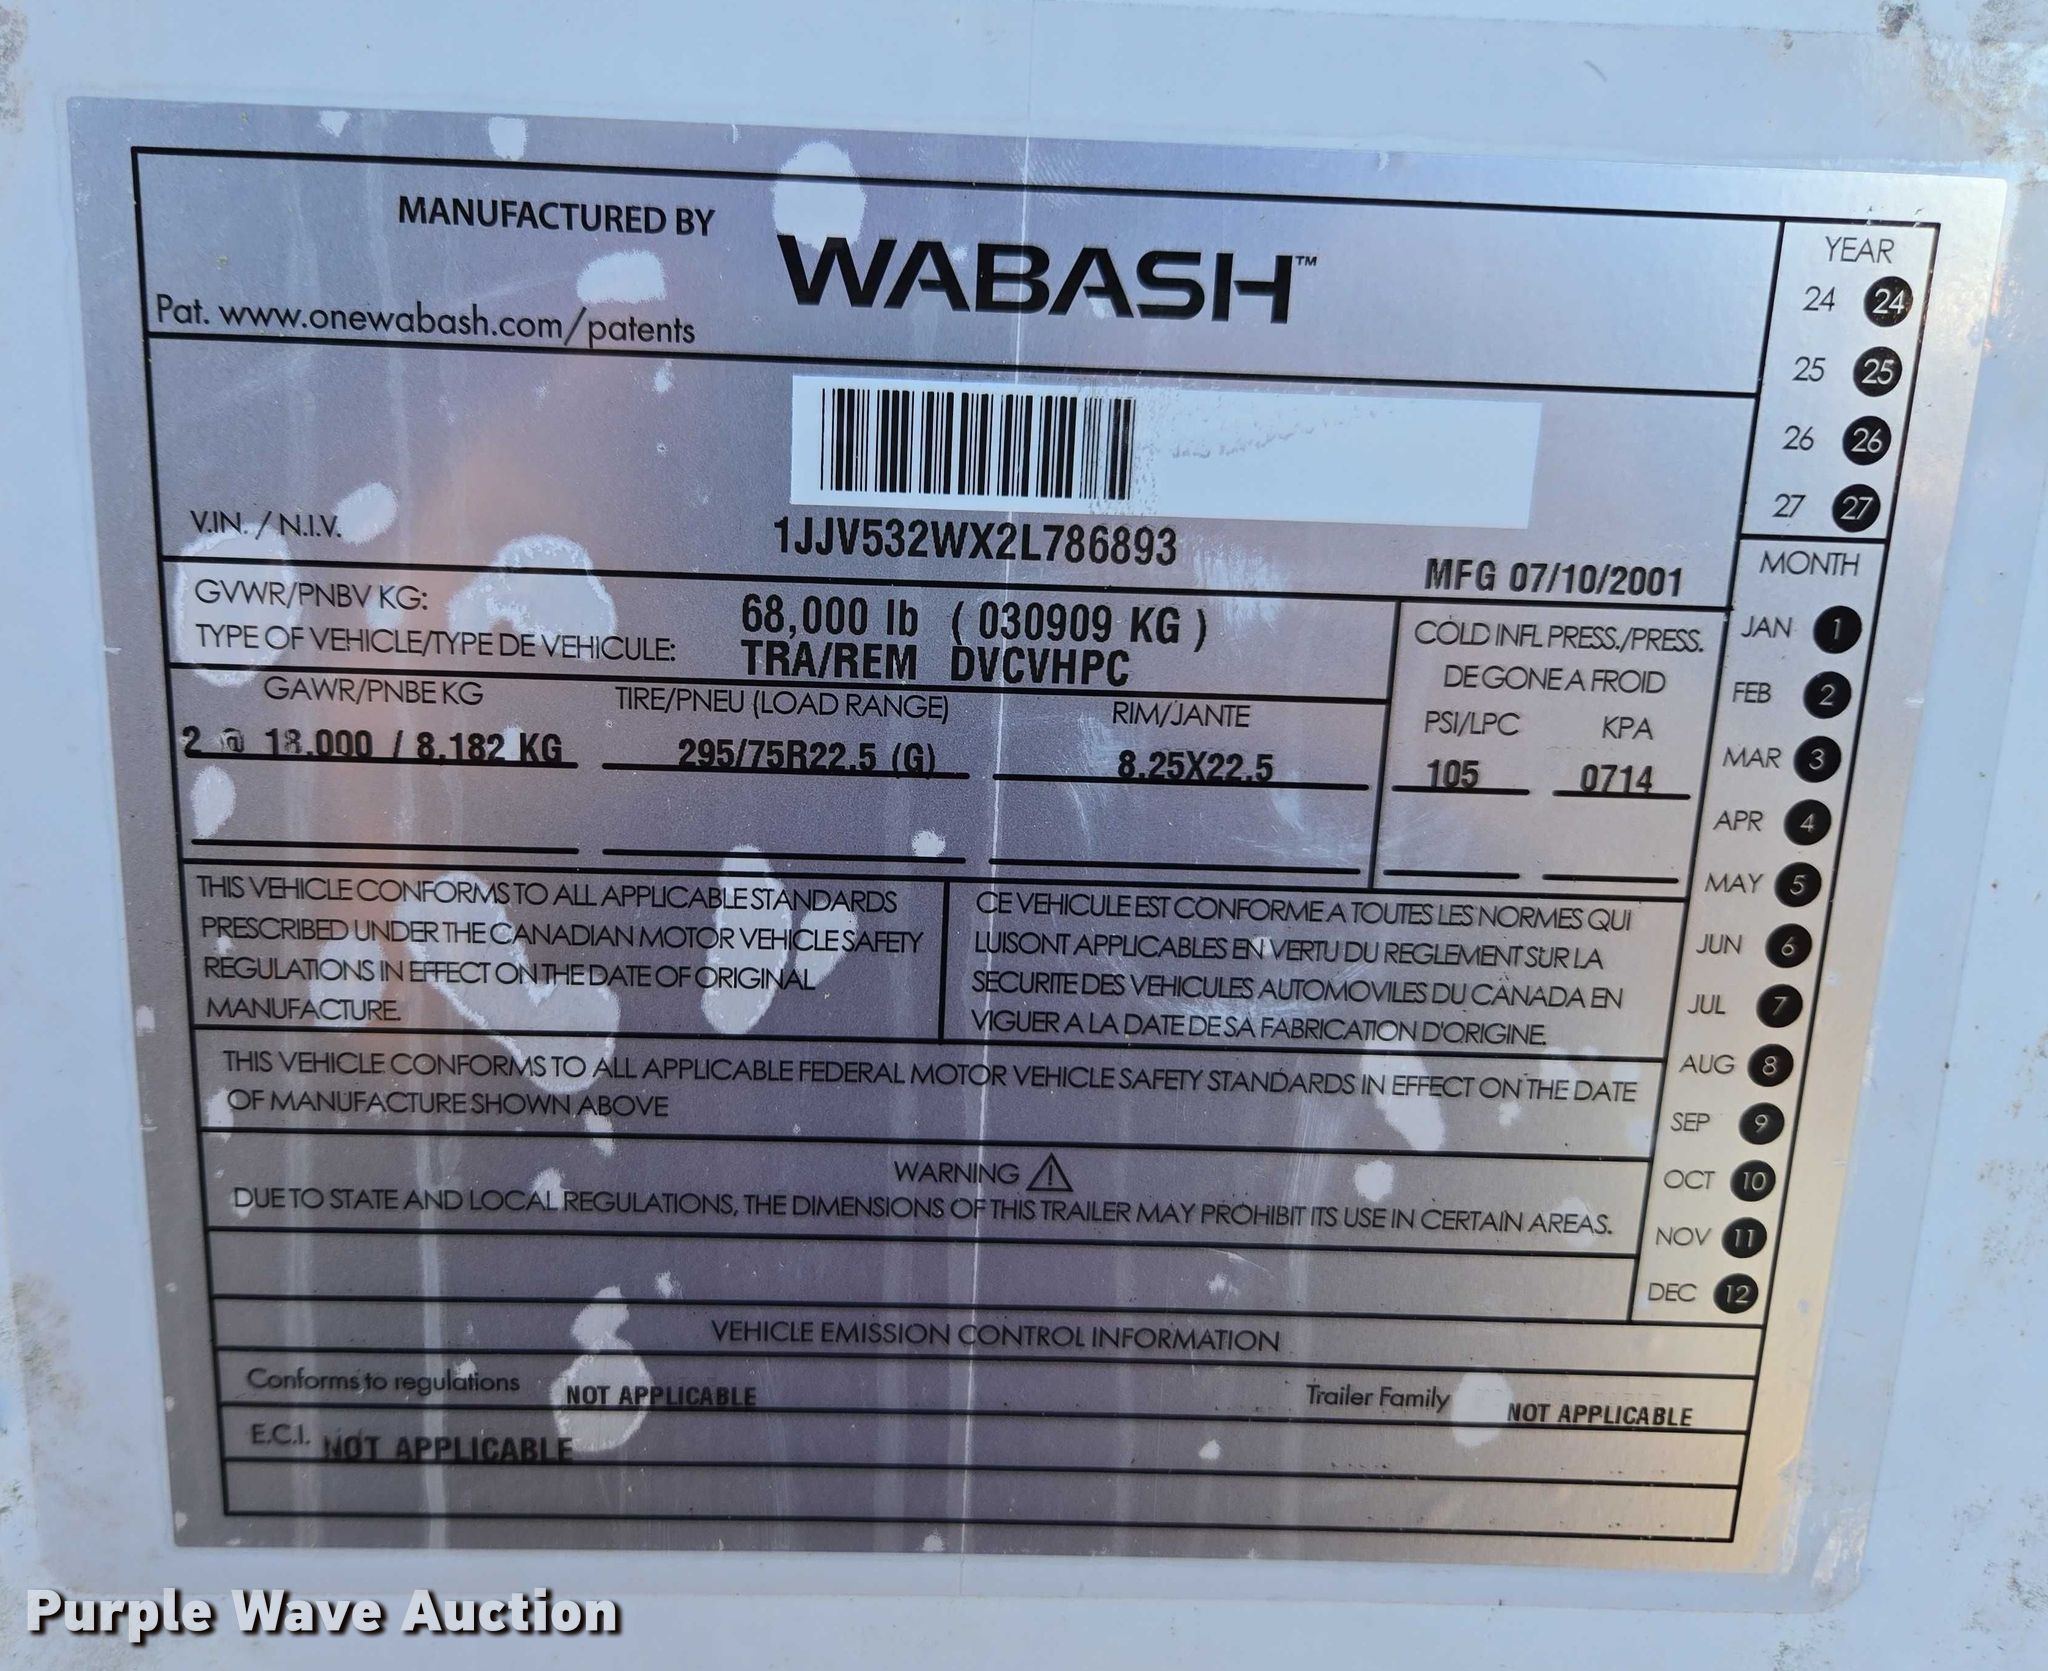 MANUFACTURED BY
WABASH™
Pat. www.onewabash.com/patents
V.IN. / N.I.V.
1JJV532WX2L786893
MFG 07/10/2001
GVWR/PNBV KG:
68,000 lb ( 030909 KG )
TYPE OF VEHICLE/TYPE DE VEHICULE:
TRA/REM DVCVHPC
COLD INFL PRESS./PRESS.
DE GONE A FROID
GAWR/PNBE KG
TIRE/PNEU (LOAD RANGE)
RIM/JANTE
PSI/LPC
KPA
2 @ 18,000 / 8,182 KG
295/75R22.5 (G)
8.25X22.5
105
0714
THIS VEHICLE CONFORMS TO ALL APPLICABLE STANDARDS
PRESCRIBED UNDER THE CANADIAN MOTOR VEHICLE SAFETY
REGULATIONS IN EFFECT ON THE DATE OF ORIGINAL
MANUFACTURE.
CE VEHICULE EST CONFORME A TOUTES LES NORMES QUI
LUISONT APPLICABLES EN VERTU DU REGLEMENT SUR LA
SECURITE DES VEHICULES AUTOMOVILES DU CANADA EN
VIGUER A LA DATE DE SA FABRICATION D'ORIGINE.
THIS VEHICLE CONFORMS TO ALL APPLICABLE FEDERAL MOTOR VEHICLE SAFETY STANDARDS IN EFFECT ON THE DATE
OF MANUFACTURE SHOWN ABOVE
WARNING
DUE TO STATE AND LOCAL REGULATIONS, THE DIMENSIONS OF THIS TRAILER MAY PROHIBIT ITS USE IN CERTAIN AREAS.
VEHICLE EMISSION CONTROL INFORMATION
Conforms to regulations NOT APPLICABLE
Trailer Family NOT APPLICABLE
E.C.I. NOT APPLICABLE
YEAR
24 24
25 25
26 26
27 27
MONTH
JAN 1
FEB 2
MAR 3
APR 4
MAY 5
JUN 6
JUL 7
AUG 8
SEP 9
OCT 10
NOV 11
DEC 12
Purple Wave Auction